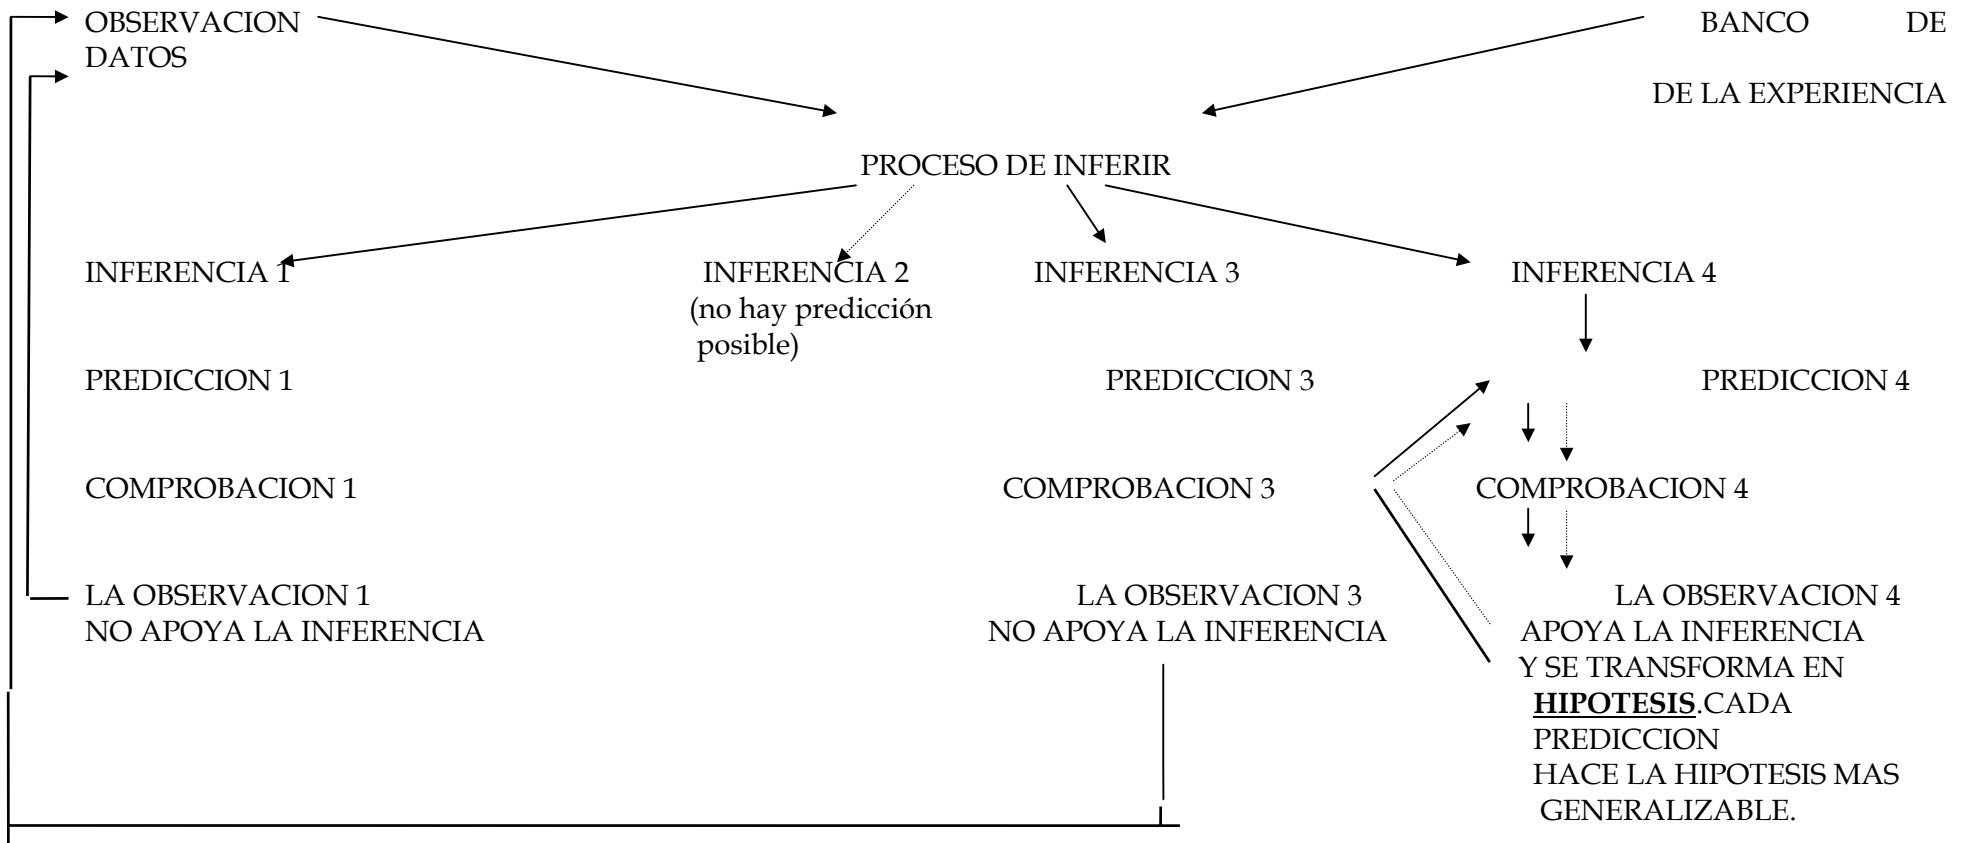 OBSERVACION BANCO DE
DATOS
DE LA EXPERIENCIA
PROCESO DE INFERIR
INFERENCIA 1 INFERENCIA 2 INFERENCIA 3 INFERENCIA 4
(no hay predicción
posible)
PREDICCION 1 PREDICCION 3 PREDICCION 4
COMPROBACION 1 COMPROBACION 3 COMPROBACION 4
LA OBSERVACION 1 LA OBSERVACION 3 LA OBSERVACION 4
NO APOYA LA INFERENCIA NO APOYA LA INFERENCIA APOYA LA INFERENCIA
Y SE TRANSFORMA EN
HIPOTESIS.CADA
PREDICCION
HACE LA HIPOTESIS MAS
GENERALIZABLE.